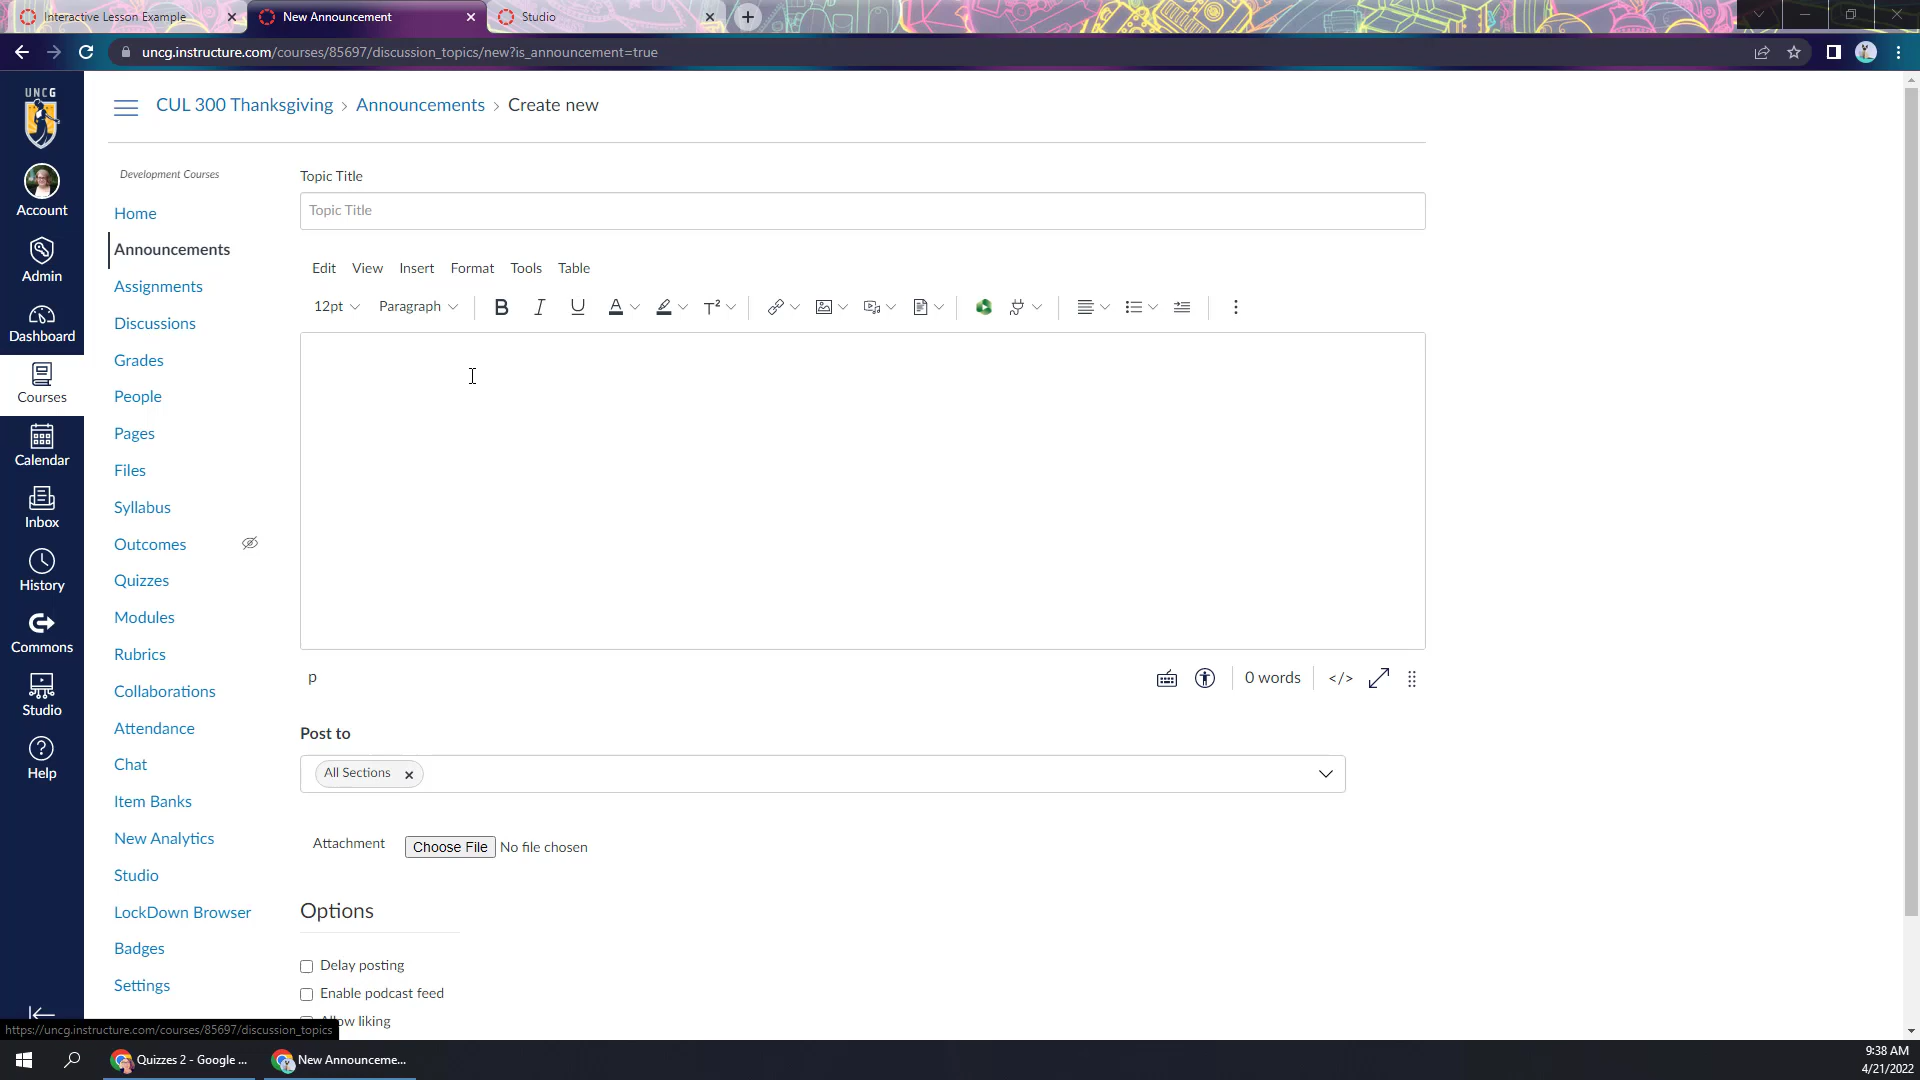 Interactive Lesson Example
New Announcement
Studio
uncg.instructure.com/courses/85697/discussion_topics/new?is_announcement=true
UNCG
Account
Admin
Dashboard
Courses
Calendar
Inbox
History
Commons
Studio
Help
CUL 300 Thanksgiving › Announcements › Create new
Development Courses
Home
Announcements
Assignments
Discussions
Grades
People
Pages
Files
Syllabus
Outcomes
Quizzes
Modules
Rubrics
Collaborations
Attendance
Chat
Item Banks
New Analytics
Studio
LockDown Browser
Badges
Settings
Topic Title
Topic Title
Edit View Insert Format Tools Table
12pt Paragraph B I U A T²
p
0 words </>
Post to
All Sections
Attachment Choose File No file chosen
Options
Delay posting
Enable podcast feed
ow liking
https://uncg.instructure.com/courses/85697/discussion_topics
Quizzes 2 - Google ...
New Announceme...
9:38 AM
4/21/2022